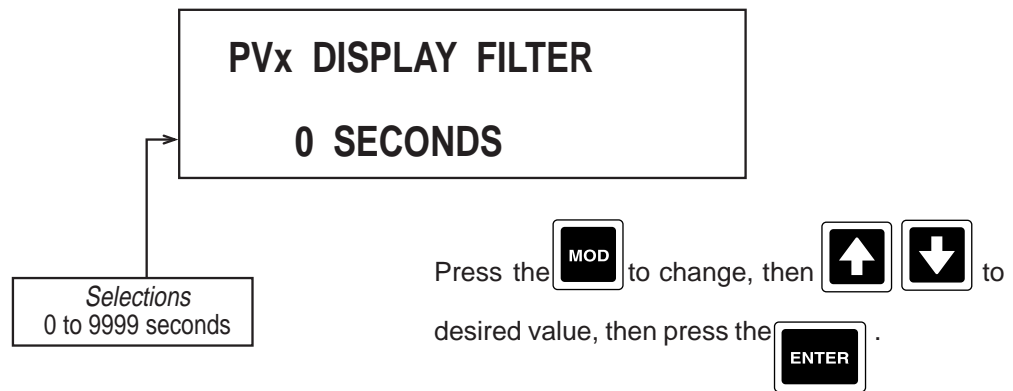 PVx DISPLAY FILTER
0 SECONDS
Selections
0 to 9999 seconds
Press the MOD to change, then to
desired value, then press the ENTER .